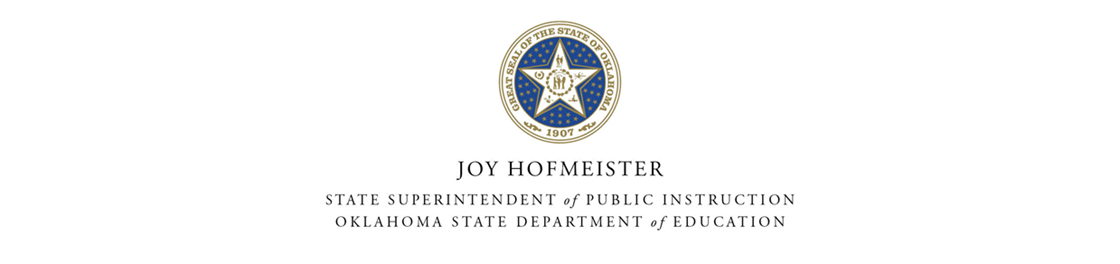 GREAT SEAL OF THE STATE OF OKLAHOMA
1907
JOY HOFMEISTER
STATE SUPERINTENDENT of PUBLIC INSTRUCTION
OKLAHOMA STATE DEPARTMENT of EDUCATION